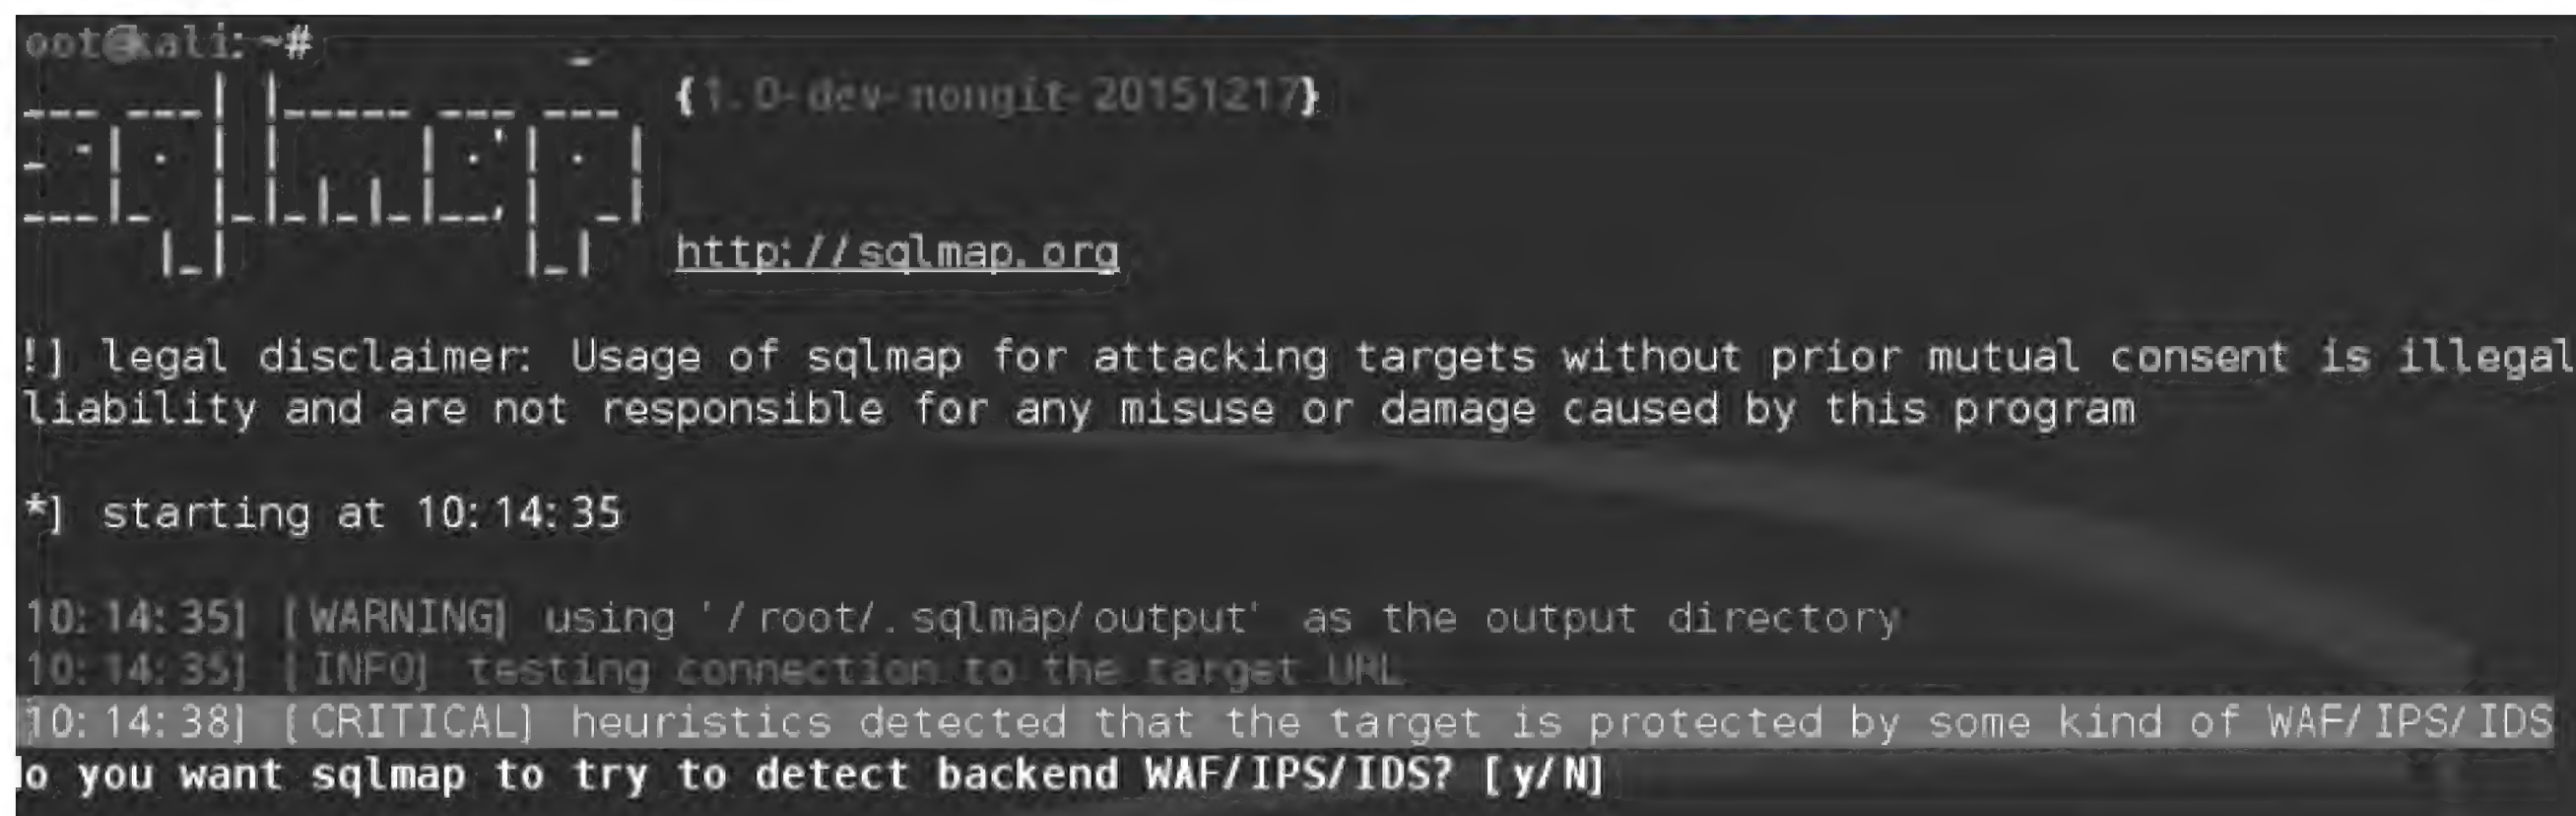 oot@kali:~#
{1.0-dev-nongit-20151217}
http://sqlmap.org
!] legal disclaimer: Usage of sqlmap for attacking targets without prior mutual consent is illegal
liability and are not responsible for any misuse or damage caused by this program
*] starting at 10:14:35
10:14:35] [WARNING] using '/root/.sqlmap/output' as the output directory
10:14:35] [INFO] testing connection to the target URL
10:14:38] [CRITICAL] heuristics detected that the target is protected by some kind of WAF/IPS/IDS
do you want sqlmap to try to detect backend WAF/IPS/IDS? [y/N]